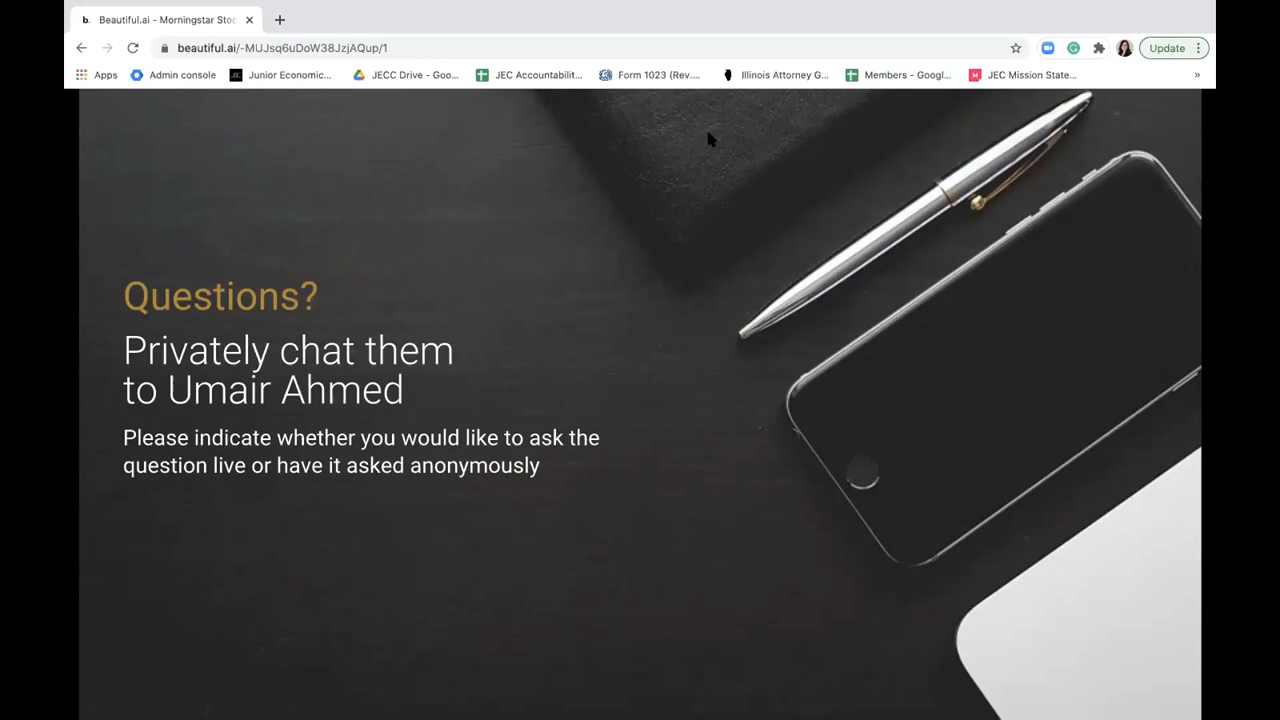 b. Beautiful.ai - Morningstar Stoc
beautiful.ai/-MUJsq6uDoW38JzjAQup/1
Update
Apps
Admin console
Junior Economic...
JECC Drive - Goo...
JEC Accountabilit...
Form 1023 (Rev....
Illinois Attorney G...
Members - Googl...
JEC Mission State...
»
Questions?
Privately chat them
to Umair Ahmed
Please indicate whether you would like to ask the
question live or have it asked anonymously